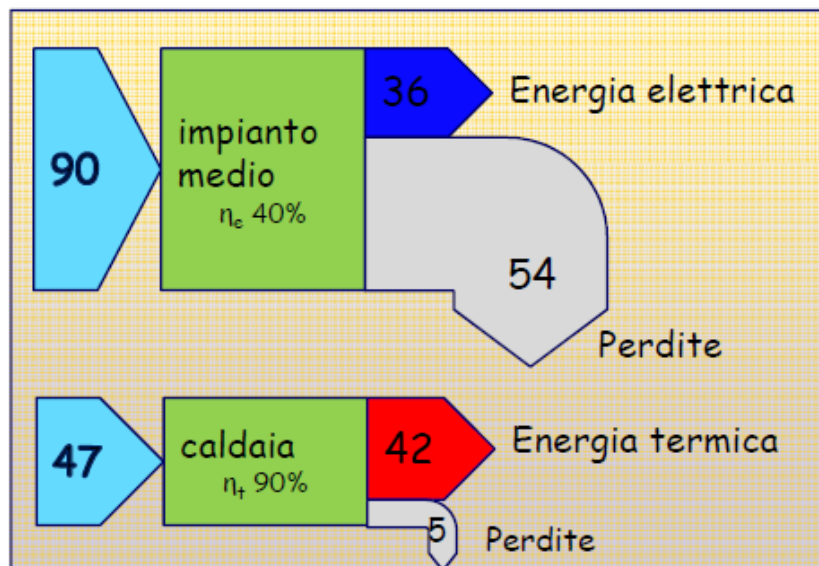 90
impianto
medio
ηe 40%
36
Energia elettrica
54
Perdite
47
caldaia
ηt 90%
42
Energia termica
5
Perdite